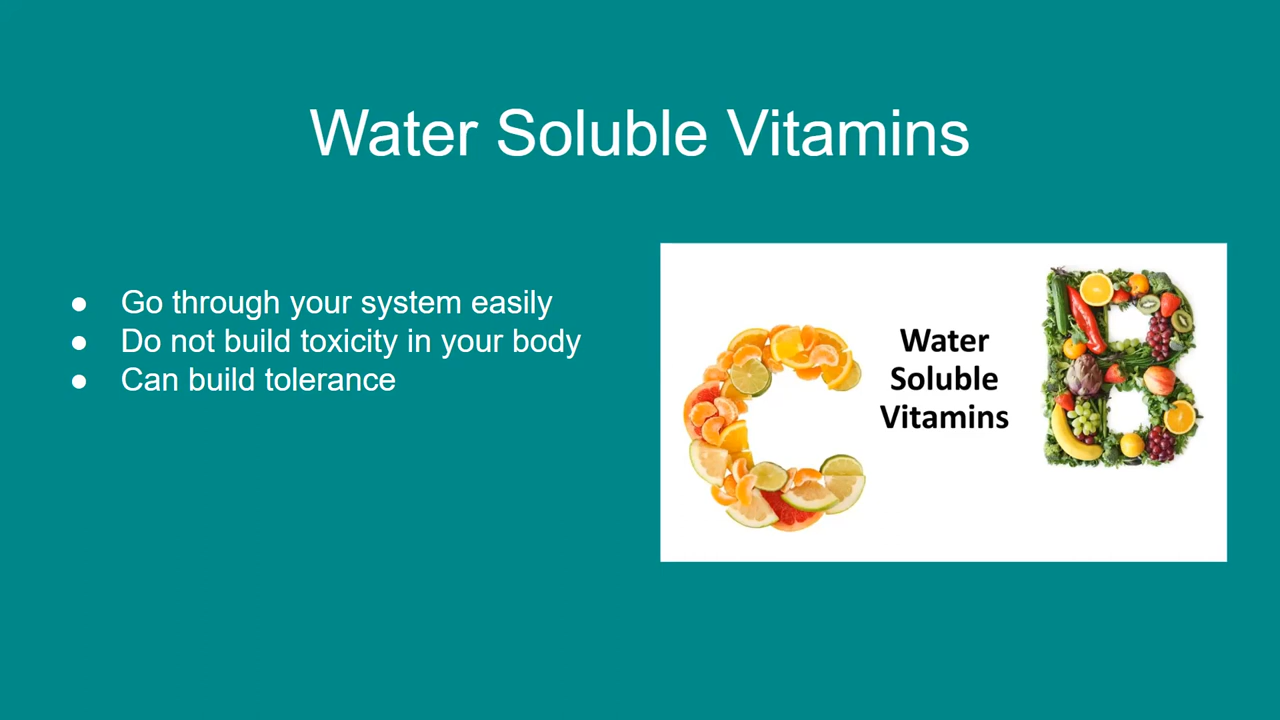 Water Soluble Vitamins
● Go through your system easily
● Do not build toxicity in your body
● Can build tolerance
C
Water
Soluble
Vitamins
B